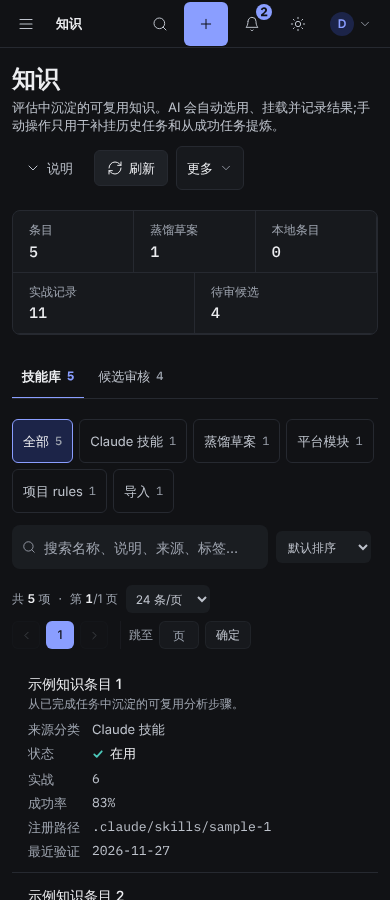 知识
2
D
知识
评估中沉淀的可复用知识。AI 会自动选用、挂载并记录结果;手
动操作只用于补挂历史任务和从成功任务提炼。
说明
刷新
更多
条目
5
蒸馏草案
1
本地条目
0
实战记录
11
待审候选
4
技能库 5
候选审核 4
全部 5
Claude 技能 1
蒸馏草案 1
平台模块 1
项目 rules 1
导入 1
搜索名称、说明、来源、标签...
默认排序
共 5 项 · 第 1/1 页
24 条/页
1
跳至
页
确定
示例知识条目 1
从已完成任务中沉淀的可复用分析步骤。
来源分类 Claude 技能
状态 在用
实战 6
成功率 83%
注册路径 .claude/skills/sample-1
最近验证 2026-11-27
示例知识条目 2